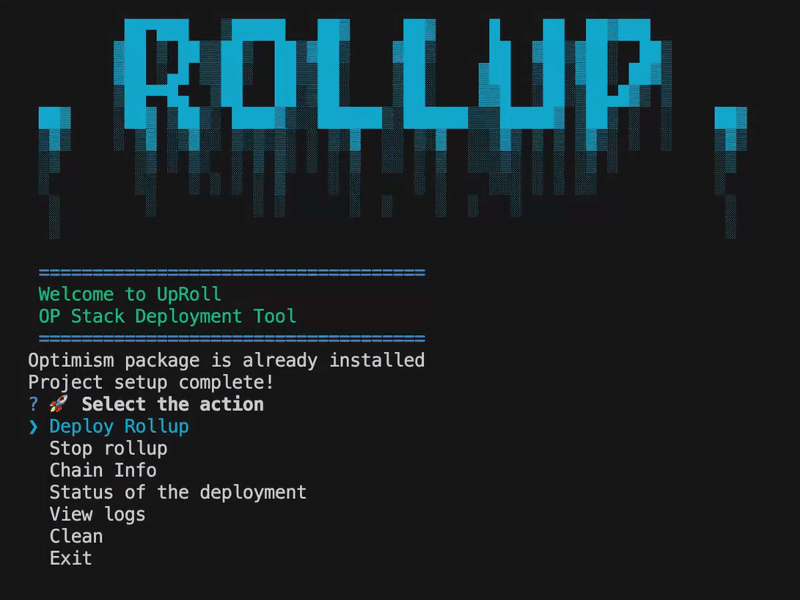 .ROLLUP.
=====================================
Welcome to UpRoll
OP Stack Deployment Tool
=====================================
Optimism package is already installed
Project setup complete!
? 🚀 Select the action
❯ Deploy Rollup
Stop rollup
Chain Info
Status of the deployment
View logs
Clean
Exit